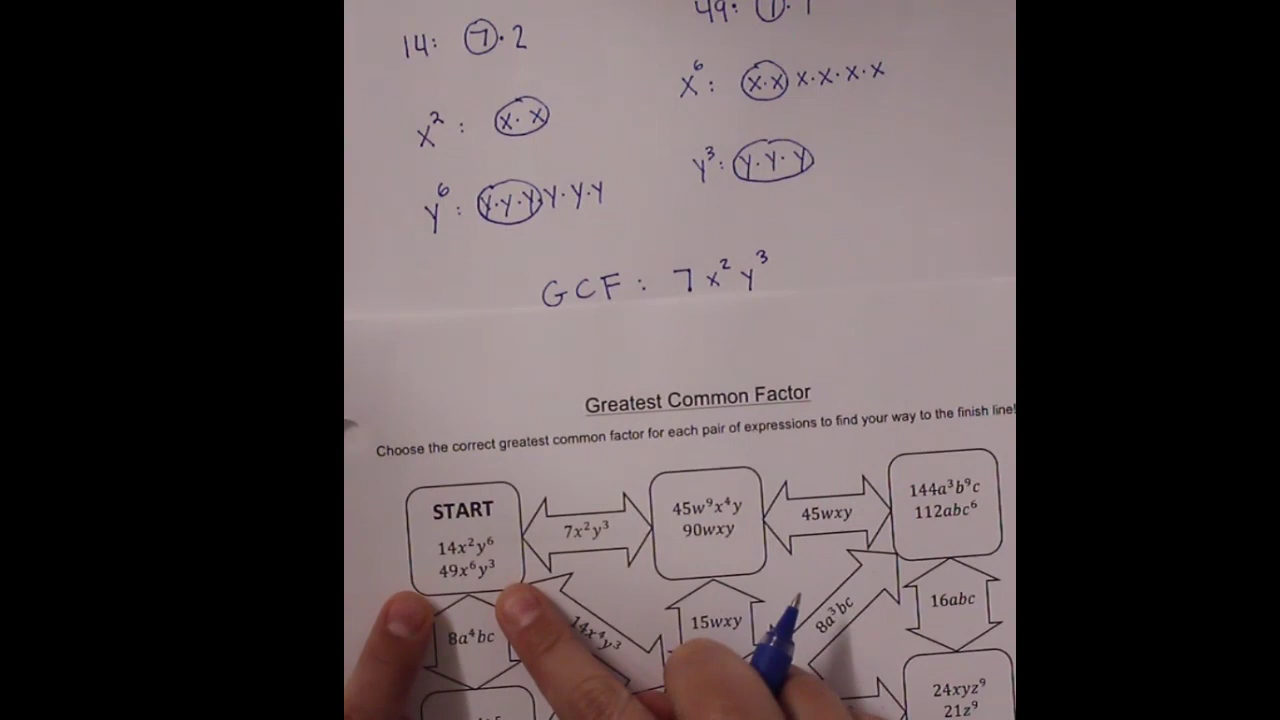 14: 7·2
49: 7·7
x²: x·x
x⁶: x·x x·x·x·x
y⁶: y·y·y·y·y·y
y³: y·y·y
GCF: 7x²y³
Greatest Common Factor
Choose the correct greatest common factor for each pair of expressions to find your way to the finish line!
START
14x²y⁶
49x⁶y³
7x²y³
45w⁹x⁴y
90wxy
45wxy
144a³b⁹c
112abc⁶
8a⁴bc
14x⁴y³
15wxy
8a³bc
16abc
24xyz⁹
21z⁹